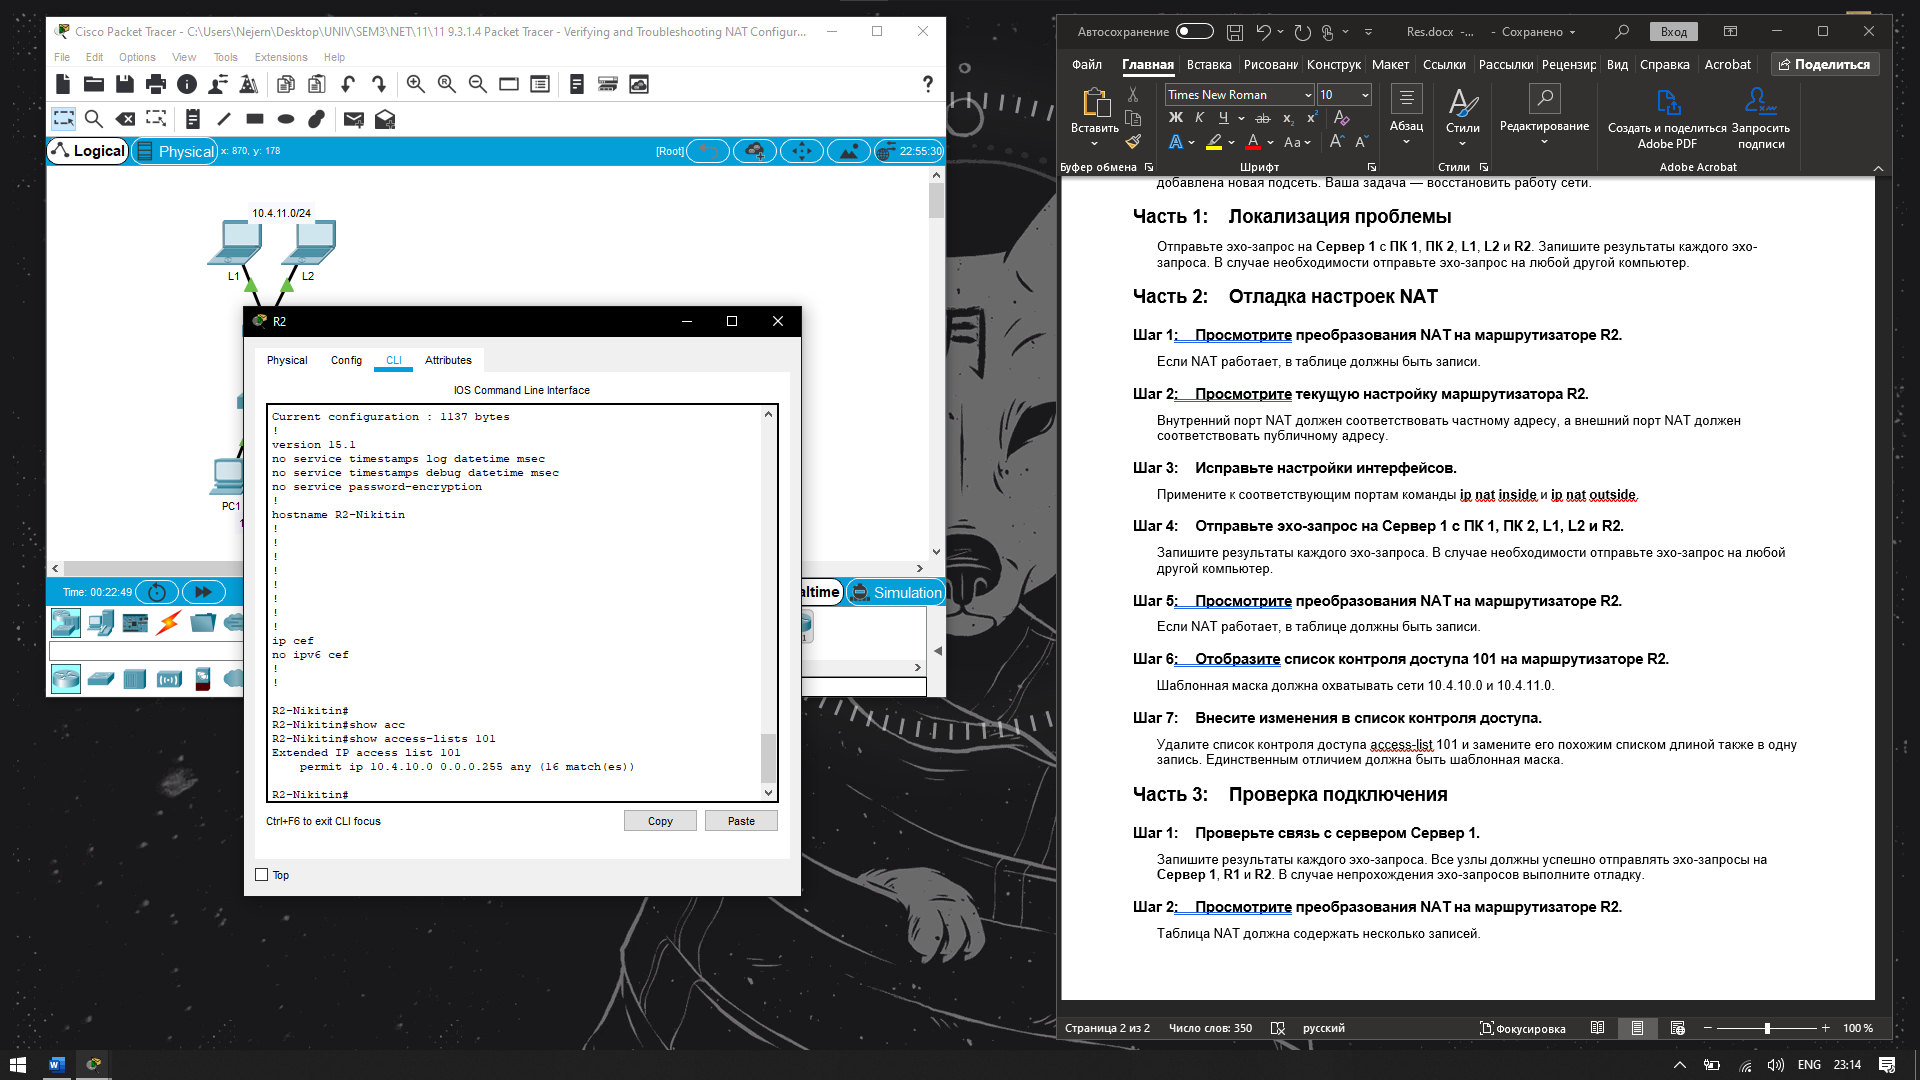 Cisco Packet Tracer - C:\Users\Nejern\Desktop\UNIV\SEM3\NET\11\11 9.3.1.4 Packet Tracer - Verifying and Troubleshooting NAT Configur...
File Edit Options View Tools Extensions Help
?
Logical Physical x: 870, y: 178
[Root] 22:55:30
10.4.11.0/24
L1 L2
PC1
1
Time: 00:22:49
altime Simulation
R2
Physical Config CLI Attributes
IOS Command Line Interface
Current configuration : 1137 bytes
!
version 15.1
no service timestamps log datetime msec
no service timestamps debug datetime msec
no service password-encryption
!
hostname R2-Nikitin
!
!
!
!
!
!
!
!
ip cef
no ipv6 cef
!
!
R2-Nikitin#
R2-Nikitin#show acc
R2-Nikitin#show access-lists 101
Extended IP access list 101
permit ip 10.4.10.0 0.0.0.255 any (16 match(es))
R2-Nikitin#
Ctrl+F6 to exit CLI focus
Copy Paste
Top
Автосохранение Res.docx -... - Сохранено Вход
Файл Главная Вставка Рисовани Конструк Макет Ссылки Рассылки Рецензир Вид Справка Acrobat Поделиться
Times New Roman 10
Вставить Ж К Ч ab x₂ x² Абзац Стили Редактирование Создать и поделиться Adobe PDF Запросить подписи
Буфер обмена Шрифт Стили Adobe Acrobat
добавлена новая подсеть. Ваша задача — восстановить работу сети.
Часть 1: Локализация проблемы
Отправьте эхо-запрос на Сервер 1 с ПК 1, ПК 2, L1, L2 и R2. Запишите результаты каждого эхо-
запроса. В случае необходимости отправьте эхо-запрос на любой другой компьютер.
Часть 2: Отладка настроек NAT
Шаг 1: Просмотрите преобразования NAT на маршрутизаторе R2.
Если NAT работает, в таблице должны быть записи.
Шаг 2: Просмотрите текущую настройку маршрутизатора R2.
Внутренний порт NAT должен соответствовать частному адресу, а внешний порт NAT должен
соответствовать публичному адресу.
Шаг 3: Исправьте настройки интерфейсов.
Примените к соответствующим портам команды ip nat inside и ip nat outside.
Шаг 4: Отправьте эхо-запрос на Сервер 1 с ПК 1, ПК 2, L1, L2 и R2.
Запишите результаты каждого эхо-запроса. В случае необходимости отправьте эхо-запрос на любой
другой компьютер.
Шаг 5: Просмотрите преобразования NAT на маршрутизаторе R2.
Если NAT работает, в таблице должны быть записи.
Шаг 6: Отобразите список контроля доступа 101 на маршрутизаторе R2.
Шаблонная маска должна охватывать сети 10.4.10.0 и 10.4.11.0.
Шаг 7: Внесите изменения в список контроля доступа.
Удалите список контроля доступа access-list 101 и замените его похожим списком длиной также в одну
запись. Единственным отличием должна быть шаблонная маска.
Часть 3: Проверка подключения
Шаг 1: Проверьте связь с сервером Сервер 1.
Запишите результаты каждого эхо-запроса. Все узлы должны успешно отправлять эхо-запросы на
Сервер 1, R1 и R2. В случае непрохождения эхо-запросов выполните отладку.
Шаг 2: Просмотрите преобразования NAT на маршрутизаторе R2.
Таблица NAT должна содержать несколько записей.
Страница 2 из 2 Число слов: 350 русский Фокусировка 100 %
ENG 23:14